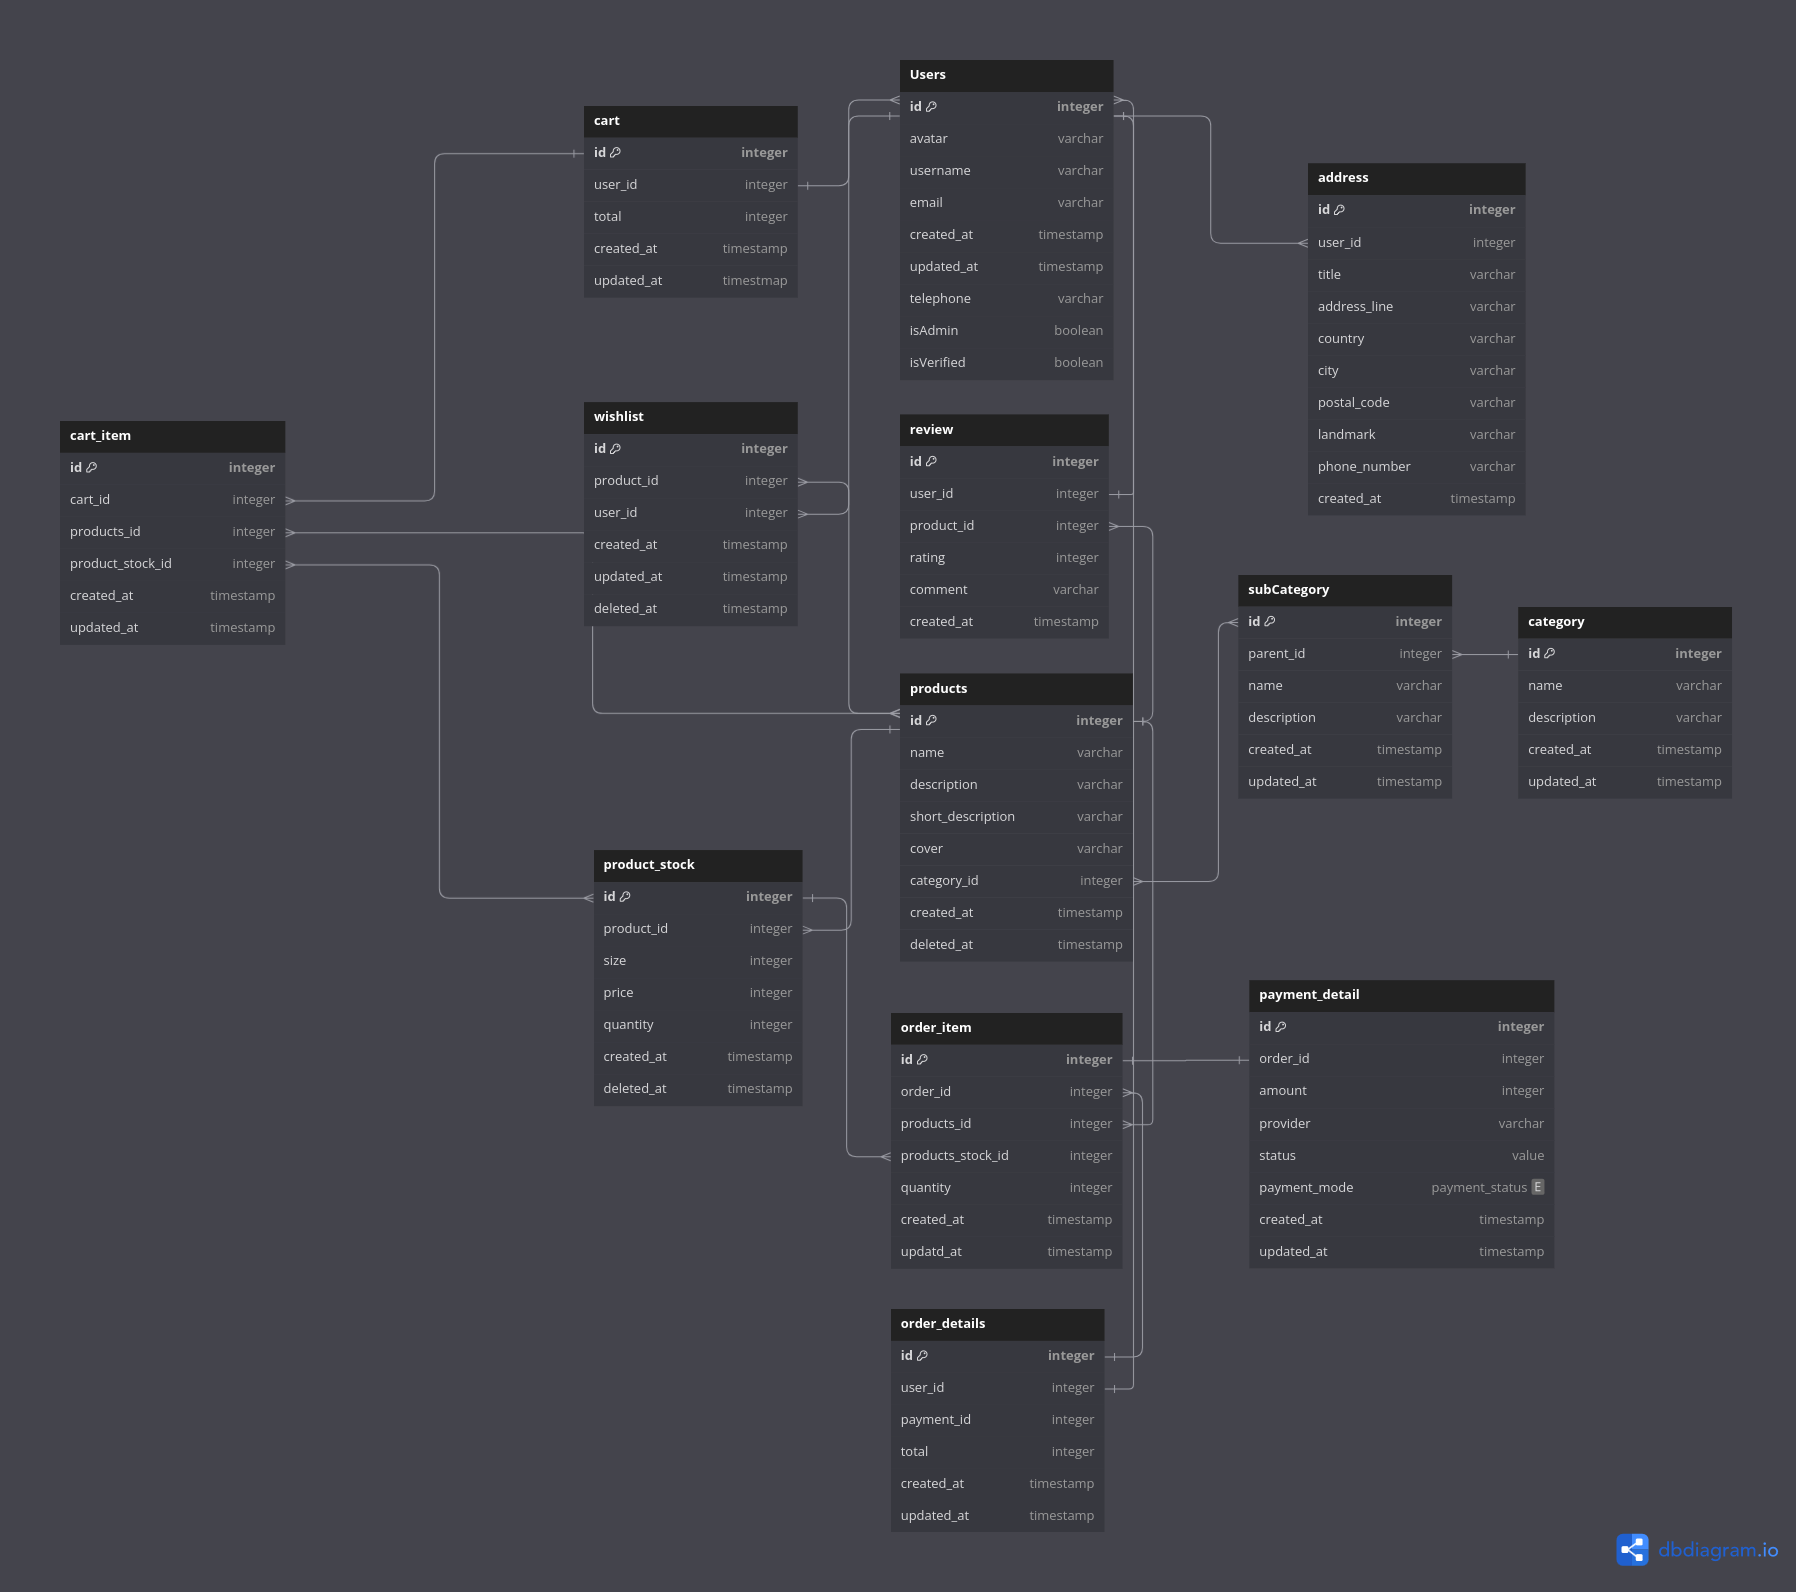 Users
id integer
avatar varchar
username varchar
email varchar
created_at timestamp
updated_at timestamp
telephone varchar
isAdmin boolean
isVerified boolean
cart
id integer
user_id integer
total integer
created_at timestamp
updated_at timestmap
address
id integer
user_id integer
title varchar
address_line varchar
country varchar
city varchar
postal_code varchar
landmark varchar
phone_number varchar
created_at timestamp
cart_item
id integer
cart_id integer
products_id integer
product_stock_id integer
created_at timestamp
updated_at timestamp
wishlist
id integer
product_id integer
user_id integer
created_at timestamp
updated_at timestamp
deleted_at timestamp
review
id integer
user_id integer
product_id integer
rating integer
comment varchar
created_at timestamp
subCategory
id integer
parent_id integer
name varchar
description varchar
created_at timestamp
updated_at timestamp
category
id integer
name varchar
description varchar
created_at timestamp
updated_at timestamp
products
id integer
name varchar
description varchar
short_description varchar
cover varchar
category_id integer
created_at timestamp
deleted_at timestamp
product_stock
id integer
product_id integer
size integer
price integer
quantity integer
created_at timestamp
deleted_at timestamp
order_item
id integer
order_id integer
products_id integer
products_stock_id integer
quantity integer
created_at timestamp
updatd_at timestamp
payment_detail
id integer
order_id integer
amount integer
provider varchar
status value
payment_mode payment_status E
created_at timestamp
updated_at timestamp
order_details
id integer
user_id integer
payment_id integer
total integer
created_at timestamp
updated_at timestamp
dbdiagram.io